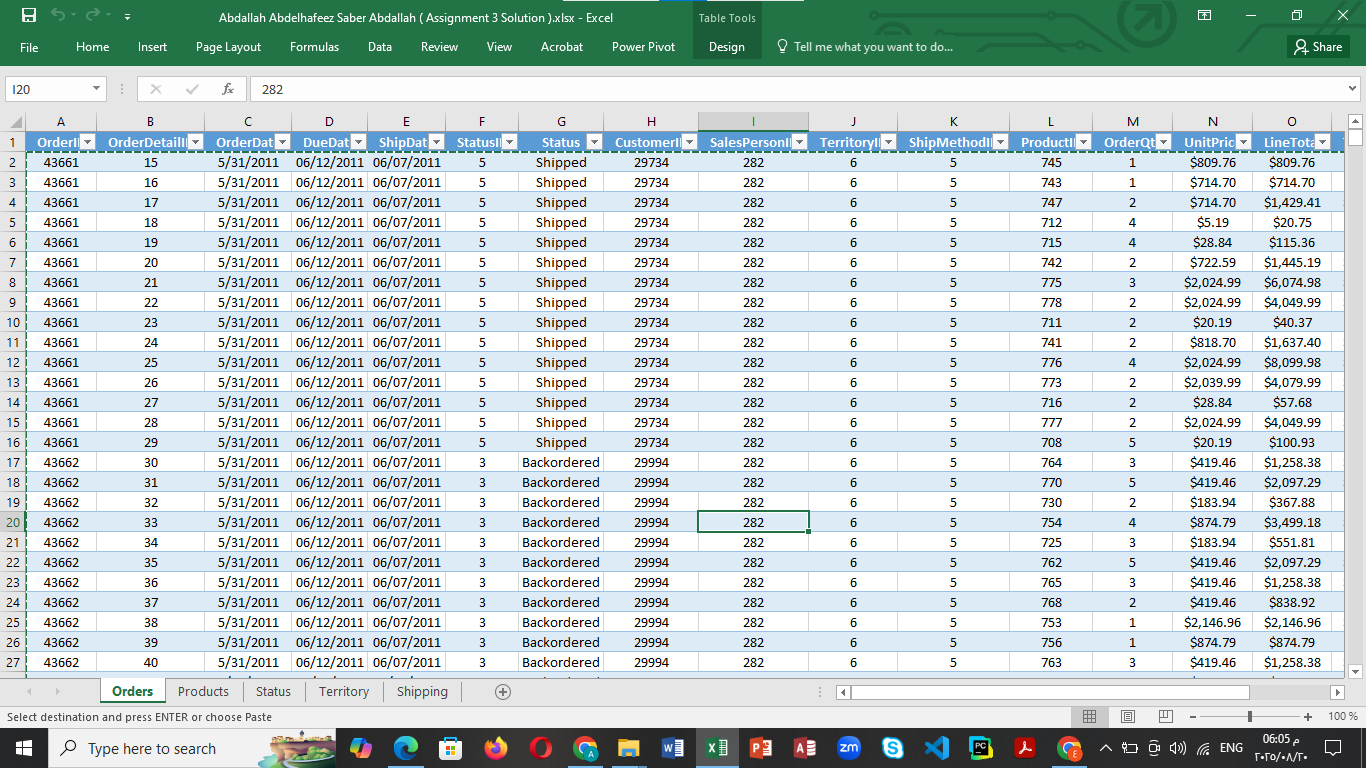 Abdallah Abdelhafeez Saber Abdallah ( Assignment 3 Solution ).xlsx - Excel
Table Tools
File Home Insert Page Layout Formulas Data Review View Acrobat Power Pivot Design Tell me what you want to do... Share
I20 fx 282
A B C D E F G H I J K L M N O
1 OrderI OrderDetailI OrderDat DueDat ShipDat StatusI Status CustomerI SalesPersonI TerritoryI ShipMethodI ProductI OrderQt UnitPric LineTota
2 43661 15 5/31/2011 06/12/2011 06/07/2011 5 Shipped 29734 282 6 5 745 1 $809.76 $809.76
3 43661 16 5/31/2011 06/12/2011 06/07/2011 5 Shipped 29734 282 6 5 743 1 $714.70 $714.70
4 43661 17 5/31/2011 06/12/2011 06/07/2011 5 Shipped 29734 282 6 5 747 2 $714.70 $1,429.41
5 43661 18 5/31/2011 06/12/2011 06/07/2011 5 Shipped 29734 282 6 5 712 4 $5.19 $20.75
6 43661 19 5/31/2011 06/12/2011 06/07/2011 5 Shipped 29734 282 6 5 715 4 $28.84 $115.36
7 43661 20 5/31/2011 06/12/2011 06/07/2011 5 Shipped 29734 282 6 5 742 2 $722.59 $1,445.19
8 43661 21 5/31/2011 06/12/2011 06/07/2011 5 Shipped 29734 282 6 5 775 3 $2,024.99 $6,074.98
9 43661 22 5/31/2011 06/12/2011 06/07/2011 5 Shipped 29734 282 6 5 778 2 $2,024.99 $4,049.99
10 43661 23 5/31/2011 06/12/2011 06/07/2011 5 Shipped 29734 282 6 5 711 2 $20.19 $40.37
11 43661 24 5/31/2011 06/12/2011 06/07/2011 5 Shipped 29734 282 6 5 741 2 $818.70 $1,637.40
12 43661 25 5/31/2011 06/12/2011 06/07/2011 5 Shipped 29734 282 6 5 776 4 $2,024.99 $8,099.98
13 43661 26 5/31/2011 06/12/2011 06/07/2011 5 Shipped 29734 282 6 5 773 2 $2,039.99 $4,079.99
14 43661 27 5/31/2011 06/12/2011 06/07/2011 5 Shipped 29734 282 6 5 716 2 $28.84 $57.68
15 43661 28 5/31/2011 06/12/2011 06/07/2011 5 Shipped 29734 282 6 5 777 2 $2,024.99 $4,049.99
16 43661 29 5/31/2011 06/12/2011 06/07/2011 5 Shipped 29734 282 6 5 708 5 $20.19 $100.93
17 43662 30 5/31/2011 06/12/2011 06/07/2011 3 Backordered 29994 282 6 5 764 3 $419.46 $1,258.38
18 43662 31 5/31/2011 06/12/2011 06/07/2011 3 Backordered 29994 282 6 5 770 5 $419.46 $2,097.29
19 43662 32 5/31/2011 06/12/2011 06/07/2011 3 Backordered 29994 282 6 5 730 2 $183.94 $367.88
20 43662 33 5/31/2011 06/12/2011 06/07/2011 3 Backordered 29994 282 6 5 754 4 $874.79 $3,499.18
21 43662 34 5/31/2011 06/12/2011 06/07/2011 3 Backordered 29994 282 6 5 725 3 $183.94 $551.81
22 43662 35 5/31/2011 06/12/2011 06/07/2011 3 Backordered 29994 282 6 5 762 5 $419.46 $2,097.29
23 43662 36 5/31/2011 06/12/2011 06/07/2011 3 Backordered 29994 282 6 5 765 3 $419.46 $1,258.38
24 43662 37 5/31/2011 06/12/2011 06/07/2011 3 Backordered 29994 282 6 5 768 2 $419.46 $838.92
25 43662 38 5/31/2011 06/12/2011 06/07/2011 3 Backordered 29994 282 6 5 753 1 $2,146.96 $2,146.96
26 43662 39 5/31/2011 06/12/2011 06/07/2011 3 Backordered 29994 282 6 5 756 1 $874.79 $874.79
27 43662 40 5/31/2011 06/12/2011 06/07/2011 3 Backordered 29994 282 6 5 763 3 $419.46 $1,258.38
Orders Products Status Territory Shipping
Select destination and press ENTER or choose Paste 100 %
Type here to search ENG 06:05 م
٢٠٢٥/٠٨/٢٠